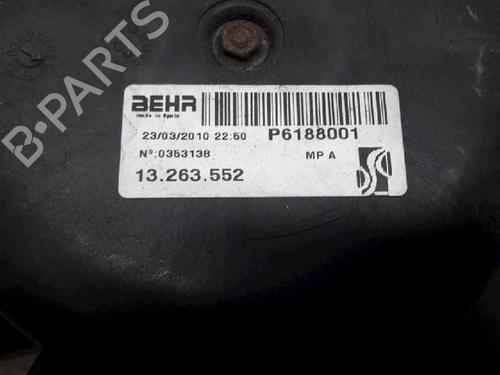 BEHR
made in Spain
23/03/2010 22:50 P6188001
Nº:0353138 MP A
13.263.552
B-PARTS